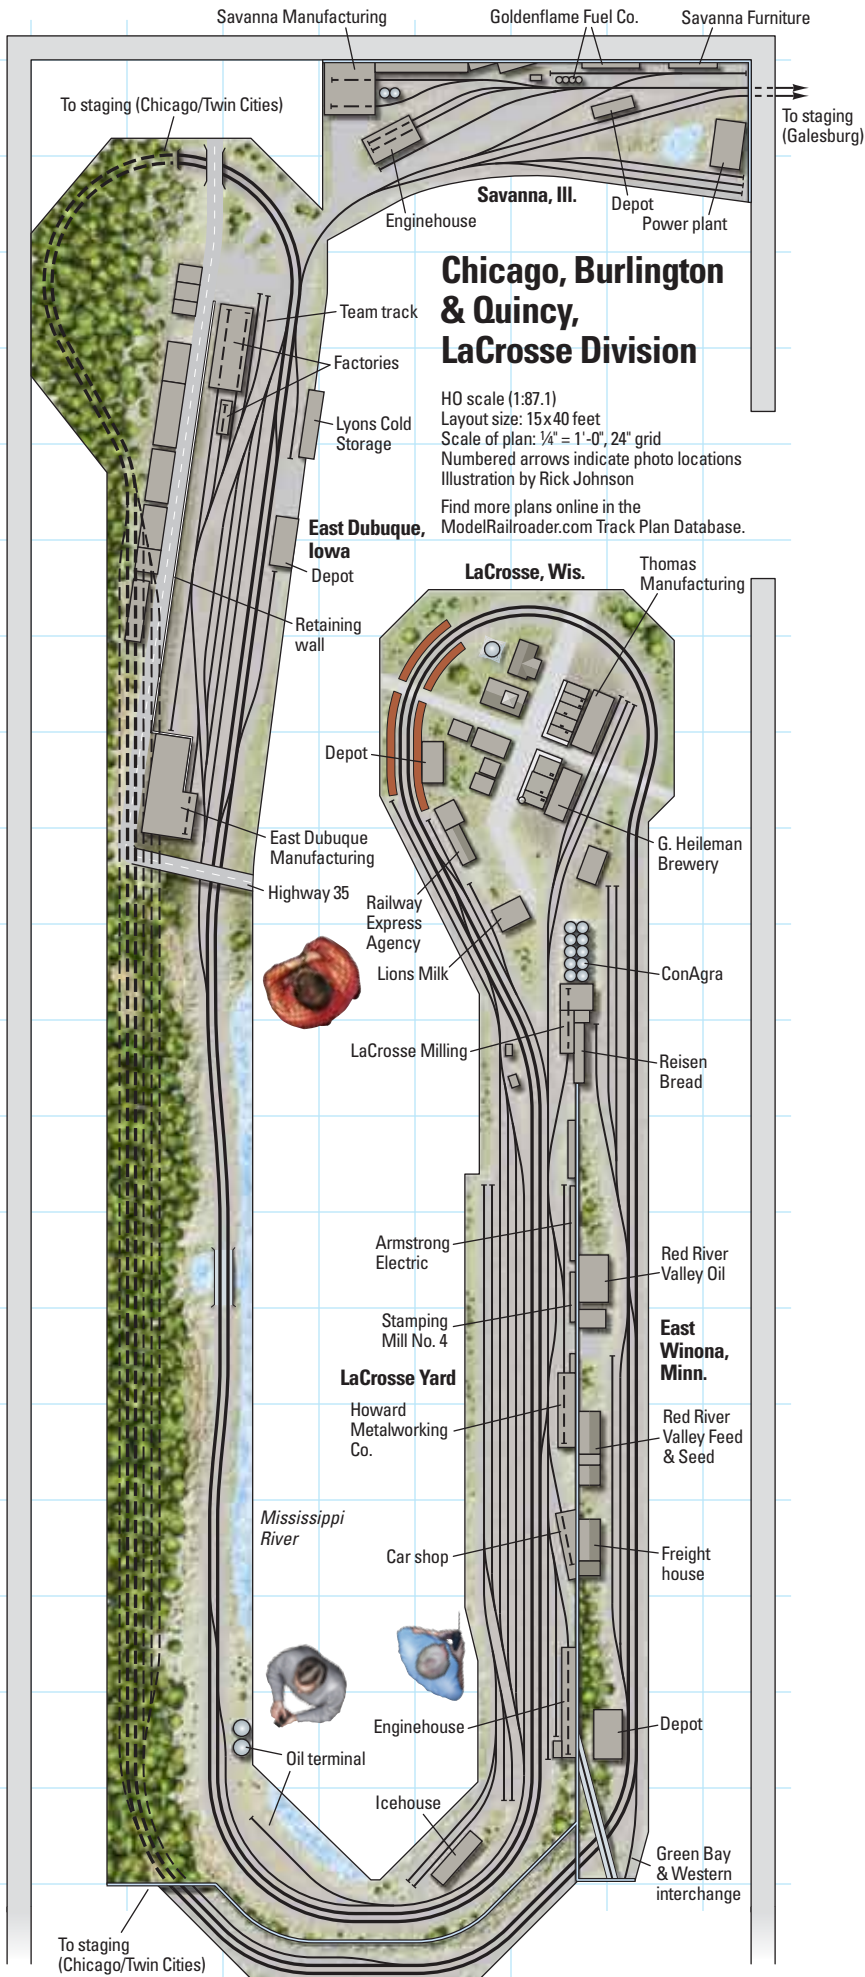 Savanna Manufacturing
Goldenflame Fuel Co.
Savanna Furniture
To staging (Chicago/Twin Cities)
To staging
(Galesburg)
Enginehouse
Savanna, Ill.
Depot
Power plant
Chicago, Burlington
& Quincy,
LaCrosse Division
HO scale (1:87.1)
Layout size: 15x40 feet
Scale of plan: ¼" = 1'-0", 24" grid
Numbered arrows indicate photo locations
Illustration by Rick Johnson
Find more plans online in the
ModelRailroader.com Track Plan Database.
Team track
Factories
Lyons Cold
Storage
East Dubuque,
Iowa
Depot
Retaining
wall
LaCrosse, Wis.
Thomas
Manufacturing
Depot
East Dubuque
Manufacturing
Highway 35
G. Heileman
Brewery
Railway
Express
Agency
Lions Milk
ConAgra
LaCrosse Milling
Reisen
Bread
Armstrong
Electric
Red River
Valley Oil
Stamping
Mill No. 4
East
Winona,
Minn.
LaCrosse Yard
Howard
Metalworking
Co.
Red River
Valley Feed
& Seed
Mississippi
River
Car shop
Freight
house
Enginehouse
Depot
Oil terminal
Icehouse
Green Bay
& Western
interchange
To staging
(Chicago/Twin Cities)